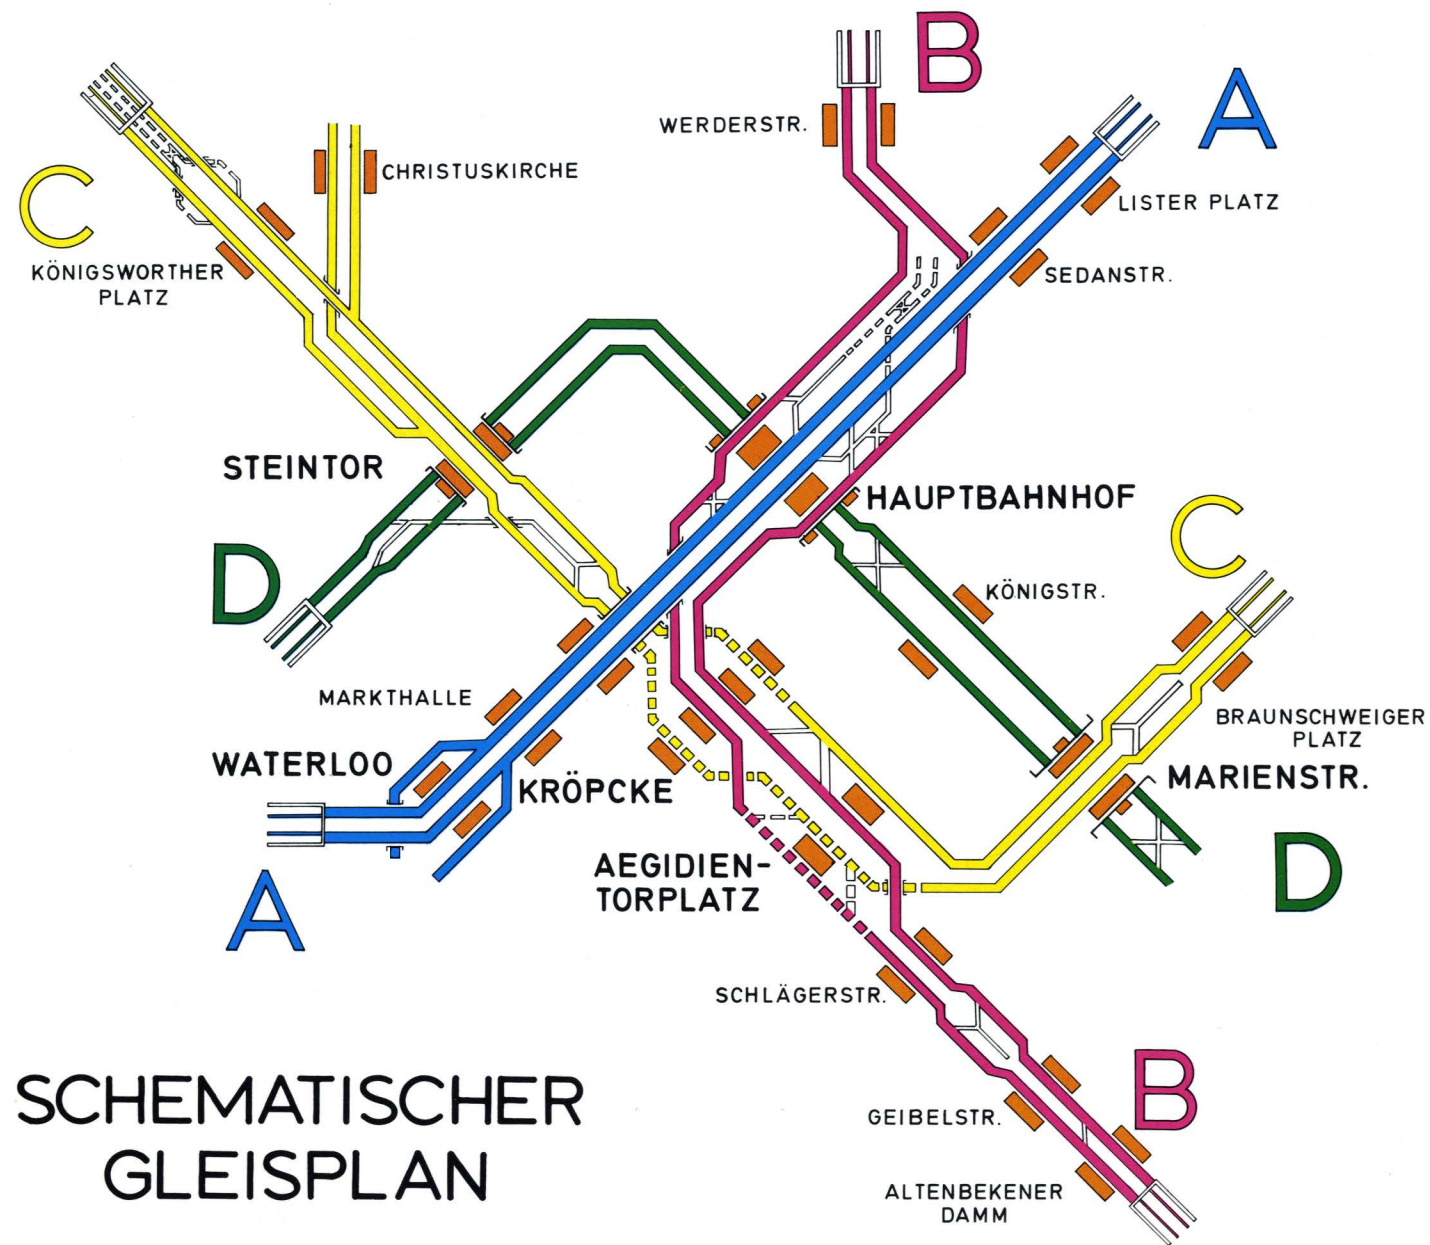 B
A
WERDERSTR.
CHRISTUSKIRCHE
LISTER PLATZ
C
KÖNIGSWORTHER
PLATZ
SEDANSTR.
STEINTOR
HAUPTBAHNHOF
C
D
KÖNIGSTR.
MARKTHALLE
BRAUNSCHWEIGER
PLATZ
WATERLOO
KRÖPCKE
MARIENSTR.
D
AEGIDIEN-
TORPLATZ
A
SCHLÄGERSTR.
B
GEIBELSTR.
ALTENBEKENER
DAMM
SCHEMATISCHER
GLEISPLAN